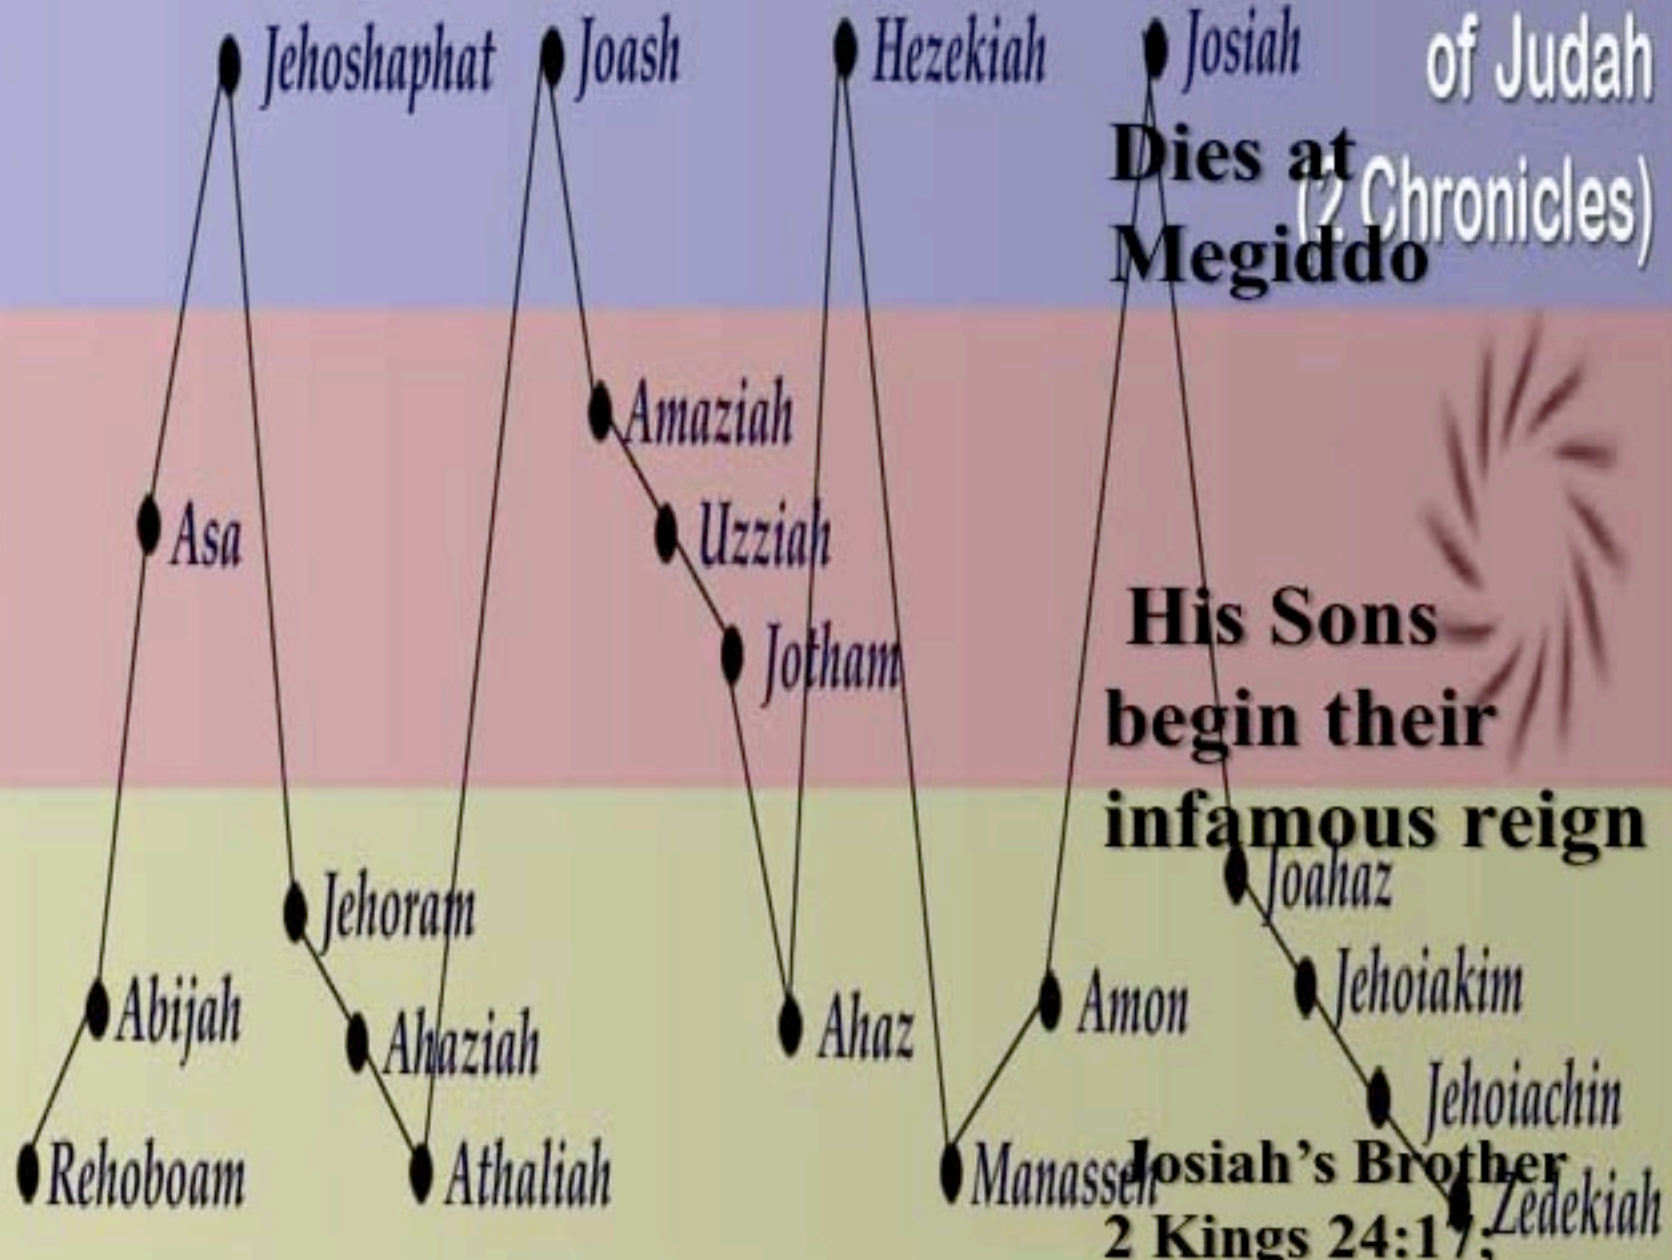 Jehoshaphat
Joash
Hezekiah
Josiah
of Judah
(2 Chronicles)
Dies at
Megiddo
Amaziah
Asa
Uzziah
Jotham
His Sons
begin their
infamous reign
Joahaz
Jehoram
Jehoiakim
Abijah
Ahaziah
Ahaz
Amon
Jehoiachin
Rehoboam
Athaliah
Manasseh
Josiah’s Brother
Zedekiah
2 Kings 24:17;